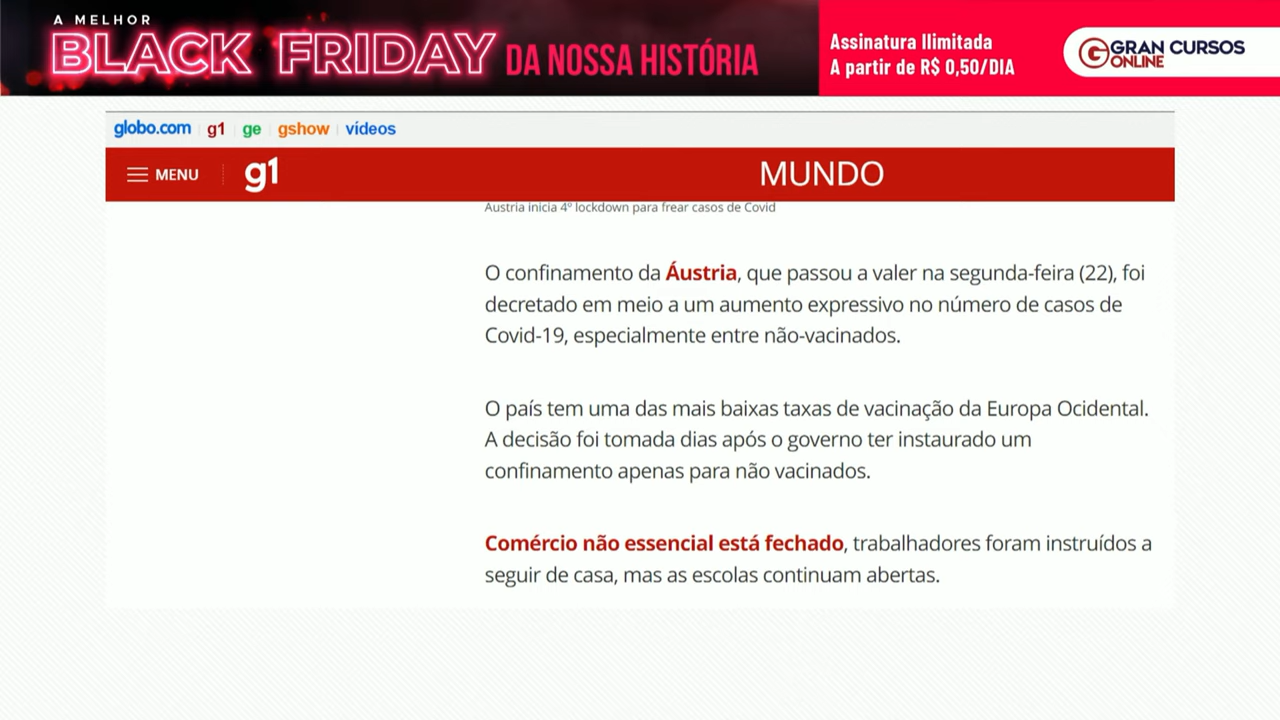 A MELHOR
BLACK FRIDAY DA NOSSA HISTÓRIA
Assinatura Ilimitada
A partir de R$ 0,50/DIA
GRAN CURSOS
ONLINE
globo.com g1 ge gshow vídeos
MENU g1 MUNDO
Áustria inicia 4º lockdown para frear casos de Covid
O confinamento da Áustria, que passou a valer na segunda-feira (22), foi
decretado em meio a um aumento expressivo no número de casos de
Covid-19, especialmente entre não-vacinados.
O país tem uma das mais baixas taxas de vacinação da Europa Ocidental.
A decisão foi tomada dias após o governo ter instaurado um
confinamento apenas para não vacinados.
Comércio não essencial está fechado, trabalhadores foram instruídos a
seguir de casa, mas as escolas continuam abertas.